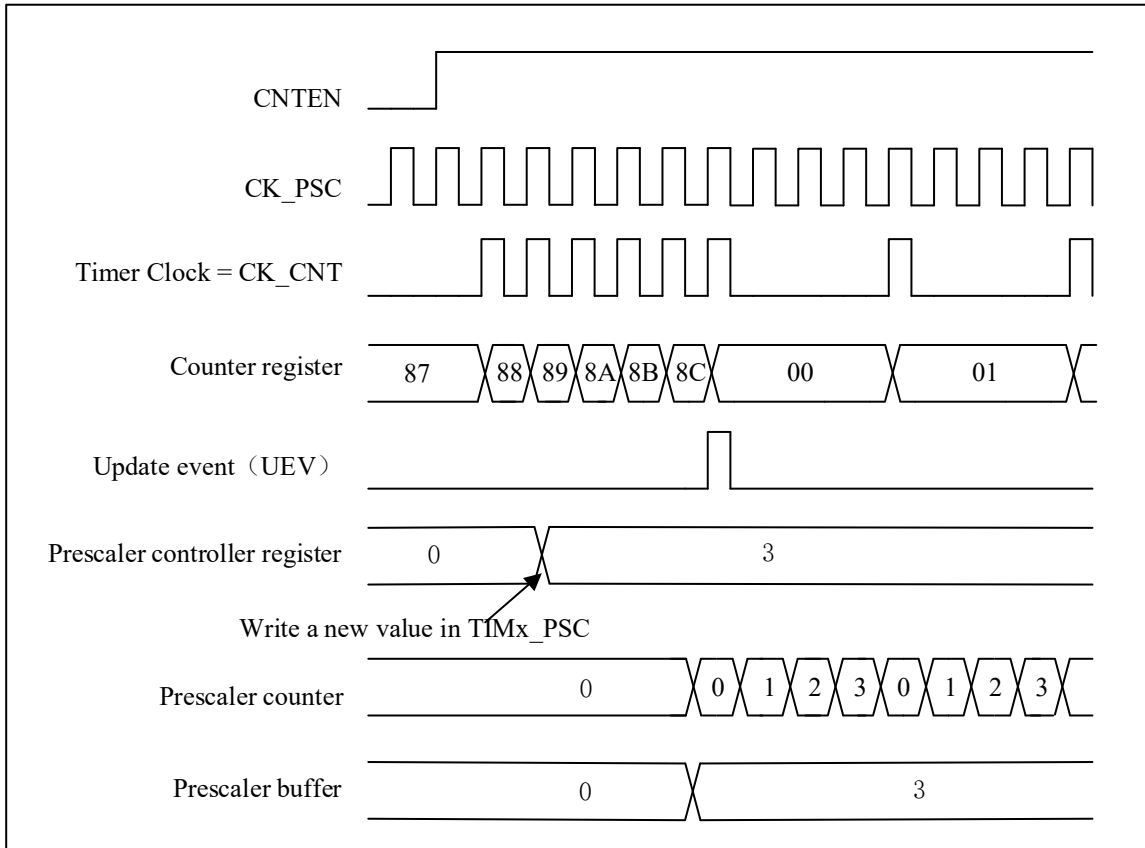 CNTEN
CK_PSC
Timer Clock = CK_CNT
Counter register 87 88 89 8A 8B 8C 00 01
Update event（UEV）
Prescaler controller register 0 3
Write a new value in TIMx_PSC
Prescaler counter 0 0 1 2 3 0 1 2 3
Prescaler buffer 0 3